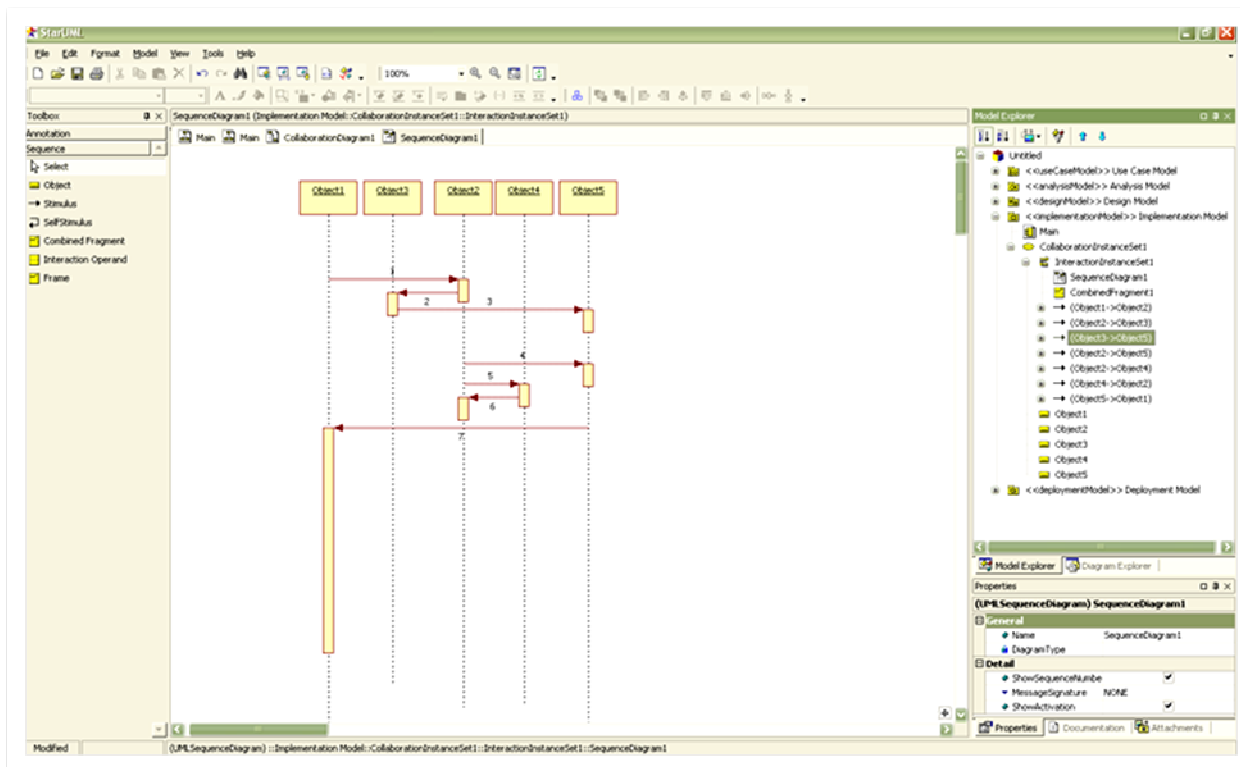 StarUML
File Edit Format Model View Tools Help
100%
Toolbox
Annotation
Sequence
Select
Object
Stimulus
SelfStimulus
Combined Fragment
Interaction Operand
Frame
SequenceDiagram1 (Implementation Model::CollaborationInstanceSet1::InteractionInstanceSet1)
Main Main CollaborationDiagram1 SequenceDiagram1
Object1 Object3 Object2 Object4 Object5
1
2 3
4
5
6
7
Model Explorer
Untitled
<<useCaseModel>> Use Case Model
<<analysisModel>> Analysis Model
<<designModel>> Design Model
<<implementationModel>> Implementation Model
Main
CollaborationInstanceSet1
InteractionInstanceSet1
SequenceDiagram1
CombinedFragment1
(Object1->Object2)
(Object2->Object3)
(Object3->Object5)
(Object2->Object5)
(Object2->Object4)
(Object4->Object2)
(Object5->Object1)
Object1
Object2
Object3
Object4
Object5
<<deploymentModel>> Deployment Model
Model Explorer Diagram Explorer
Properties
(UMLSequenceDiagram) SequenceDiagram1
General
Name SequenceDiagram1
DiagramType
Detail
ShowSequenceNumbe
MessageSignature NONE
ShowActivation
Properties Documentation Attachments
Modified (UMLSequenceDiagram) ::Implementation Model::CollaborationInstanceSet1::InteractionInstanceSet1::SequenceDiagram1